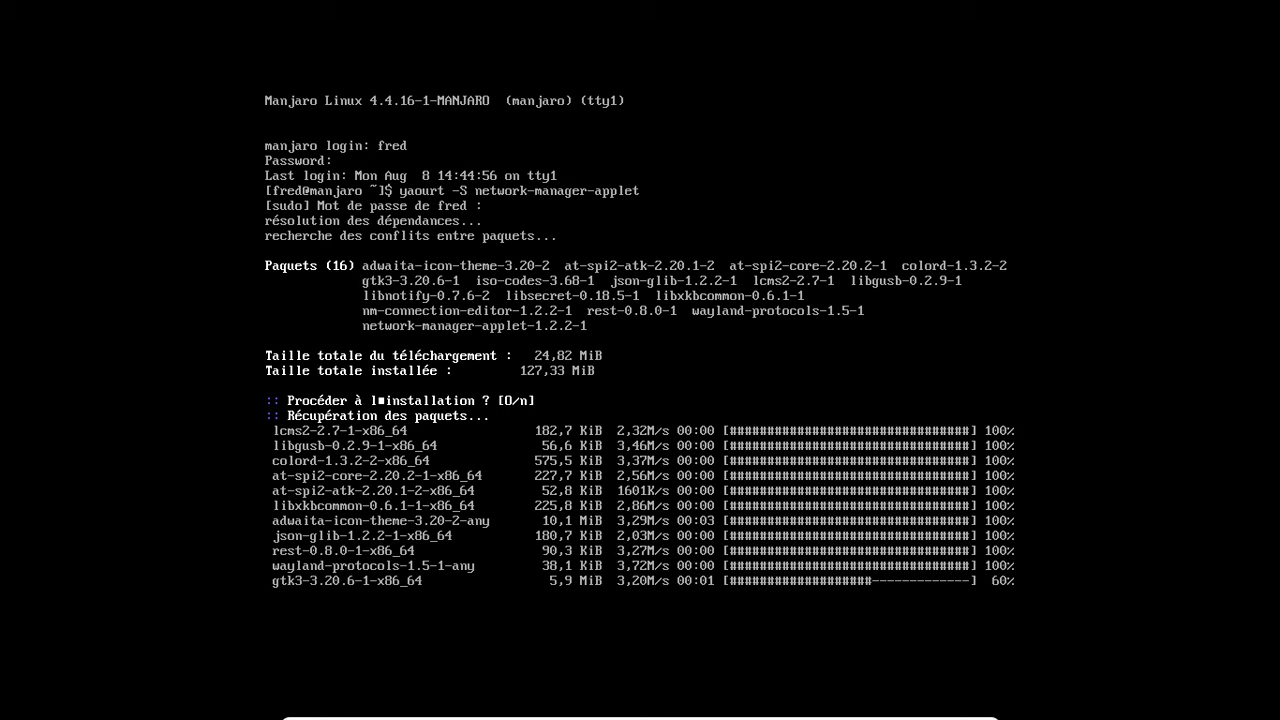 Manjaro Linux 4.4.16-1-MANJARO  (manjaro) (tty1)
manjaro login: fred
Password:
Last login: Mon Aug  8 14:44:56 on tty1
[fred@manjaro ~]$ yaourt -S network-manager-applet
[sudo] Mot de passe de fred :
résolution des dépendances...
recherche des conflits entre paquets...
Paquets (16) adwaita-icon-theme-3.20-2  at-spi2-atk-2.20.1-2  at-spi2-core-2.20.2-1  colord-1.3.2-2
gtk3-3.20.6-1  iso-codes-3.68-1  json-glib-1.2.2-1  lcms2-2.7-1  libgusb-0.2.9-1
libnotify-0.7.6-2  libsecret-0.18.5-1  libxkbcommon-0.6.1-1
nm-connection-editor-1.2.2-1  rest-0.8.0-1  wayland-protocols-1.5-1
network-manager-applet-1.2.2-1
Taille totale du téléchargement :   24,82 MiB
Taille totale installée :         127,33 MiB
:: Procéder à l■installation ? [O/n]
:: Récupération des paquets...
lcms2-2.7-1-x86_64                 182,7 KiB  2,32M/s 00:00 [################################] 100%
libgusb-0.2.9-1-x86_64              56,6 KiB  3,46M/s 00:00 [################################] 100%
colord-1.3.2-2-x86_64              575,5 KiB  3,37M/s 00:00 [################################] 100%
at-spi2-core-2.20.2-1-x86_64       227,7 KiB  2,56M/s 00:00 [################################] 100%
at-spi2-atk-2.20.1-2-x86_64         52,8 KiB  1601K/s 00:00 [################################] 100%
libxkbcommon-0.6.1-1-x86_64        225,8 KiB  2,86M/s 00:00 [################################] 100%
adwaita-icon-theme-3.20-2-any       10,1 MiB  3,29M/s 00:03 [################################] 100%
json-glib-1.2.2-1-x86_64           180,7 KiB  2,03M/s 00:00 [################################] 100%
rest-0.8.0-1-x86_64                 90,3 KiB  3,27M/s 00:00 [################################] 100%
wayland-protocols-1.5-1-any         38,1 KiB  3,72M/s 00:00 [################################] 100%
gtk3-3.20.6-1-x86_64                 5,9 MiB  3,20M/s 00:01 [###################-------------]  60%